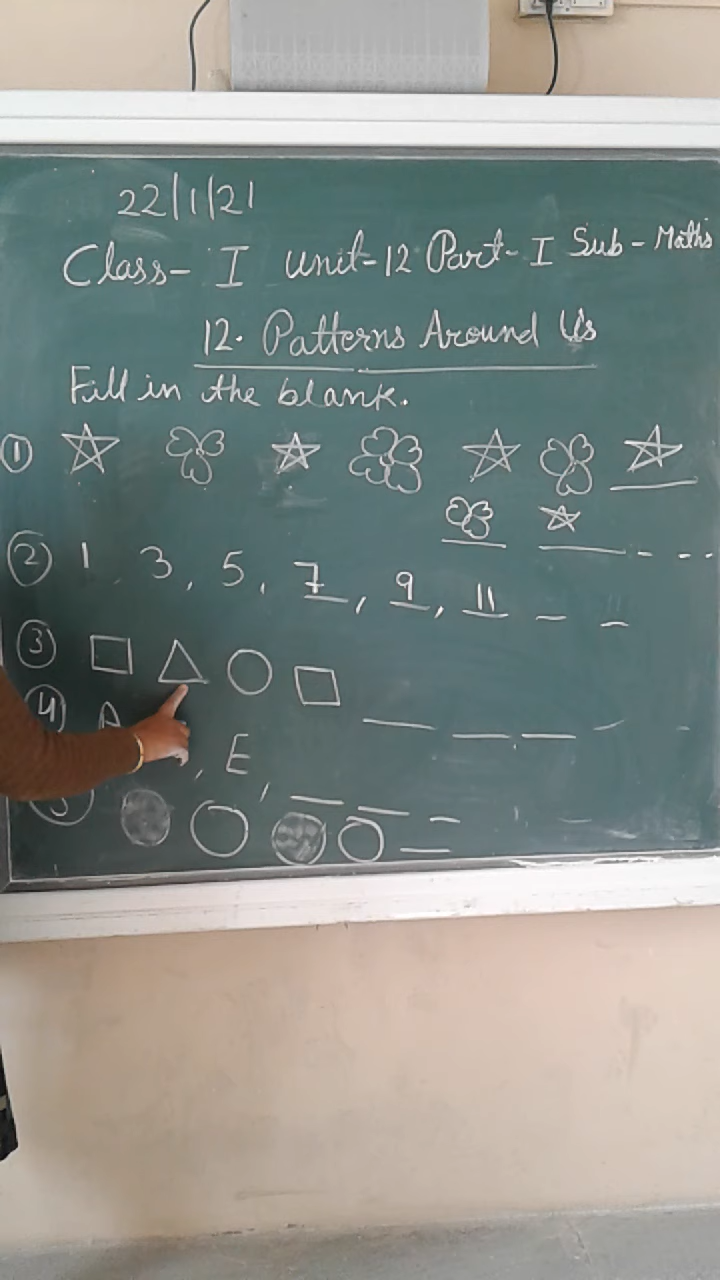 22/1/21
Class- I unit-12 Part-I Sub-Maths
12. Patterns Around Us
Fill in the blank.
1
2 1, 3, 5, 7, 9, 11
3
4 A , E,
5